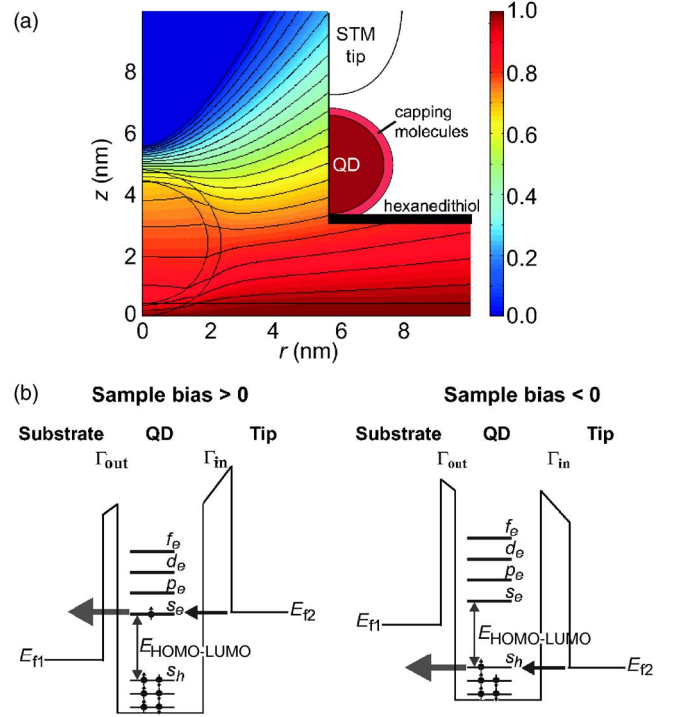 (a)
STM
tip
capping
molecules
QD
hexanedithiol
z (nm)
8
6
4
2
0
0 2 4 6 8
r (nm)
1.0
0.8
0.6
0.4
0.2
0.0
(b)
Sample bias > 0
Substrate QD Tip
Γout Γin
fe
de
pe
se
Ef2
EHOMO-LUMO
Ef1
sh
Sample bias < 0
Substrate QD Tip
Γout Γin
fe
de
pe
se
Ef1
EHOMO-LUMO
sh
Ef2